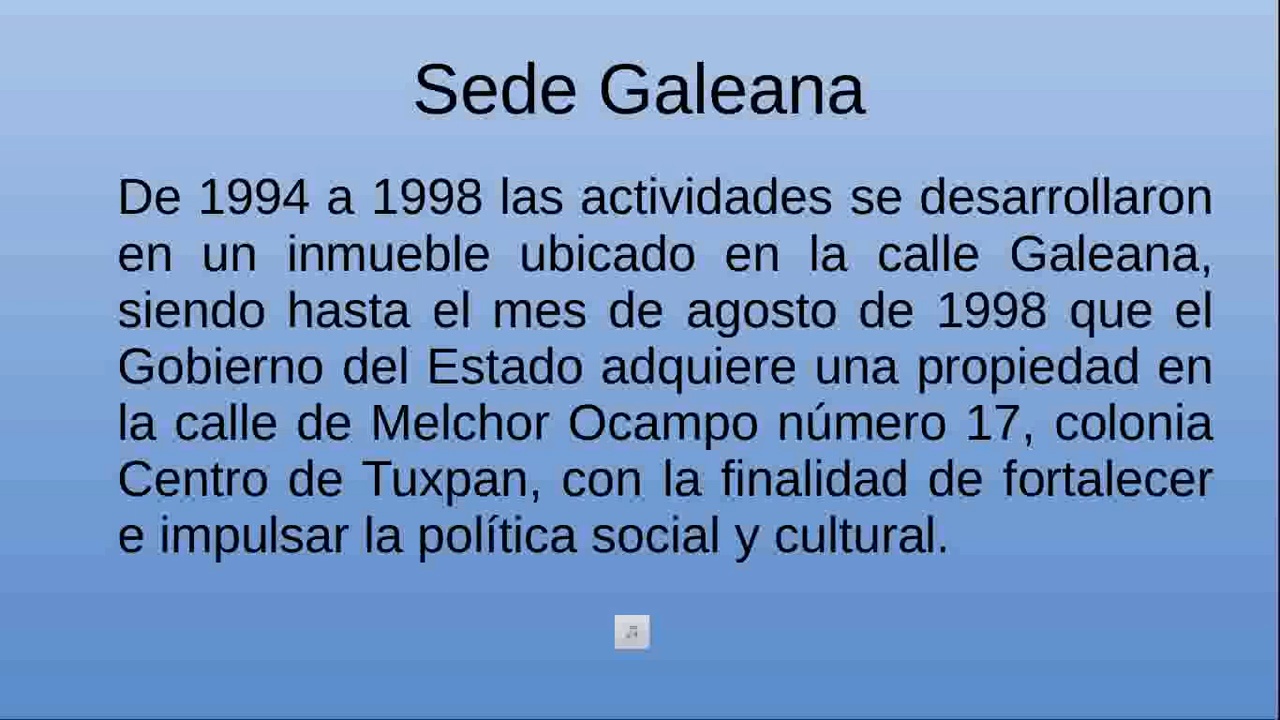 Sede Galeana
De 1994 a 1998 las actividades se desarrollaron
en un inmueble ubicado en la calle Galeana,
siendo hasta el mes de agosto de 1998 que el
Gobierno del Estado adquiere una propiedad en
la calle de Melchor Ocampo número 17, colonia
Centro de Tuxpan, con la finalidad de fortalecer
e impulsar la política social y cultural.